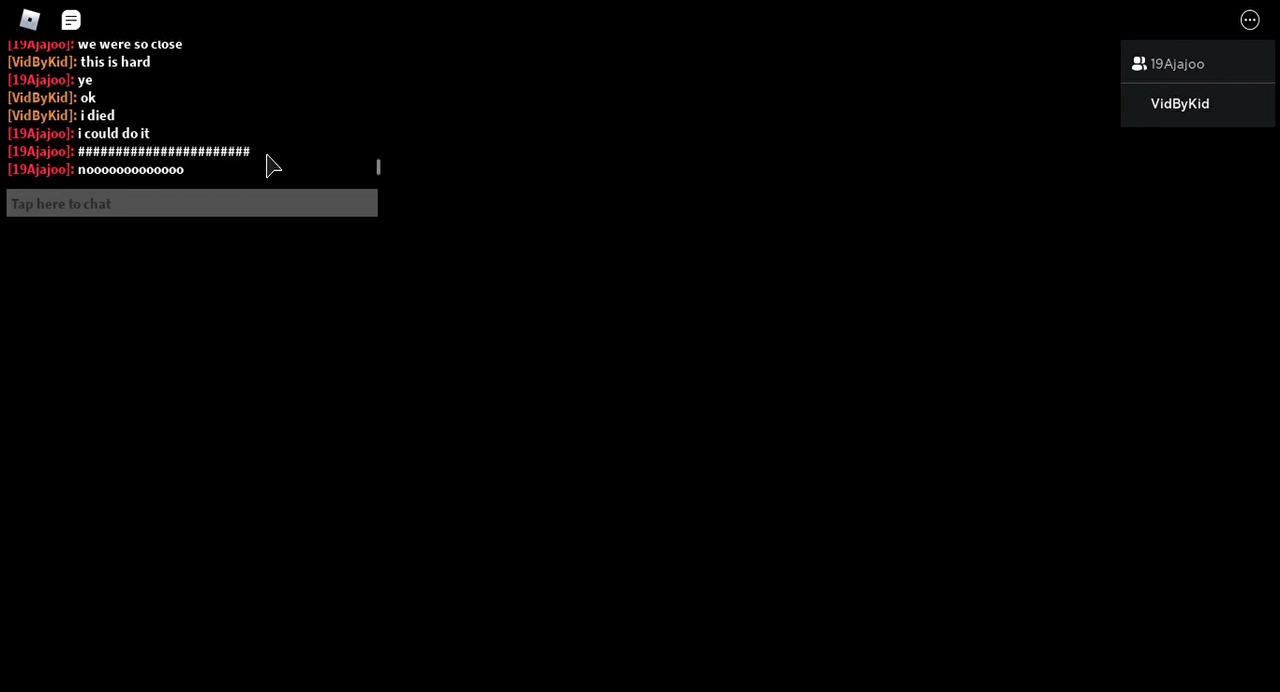 [19Ajajoo]: we were so close
[VidByKid]: this is hard
[19Ajajoo]: ye
[VidByKid]: ok
[VidByKid]: i died
[19Ajajoo]: i could do it
[19Ajajoo]: #######################
[19Ajajoo]: nooooooooooooo
Tap here to chat
19Ajajoo
VidByKid